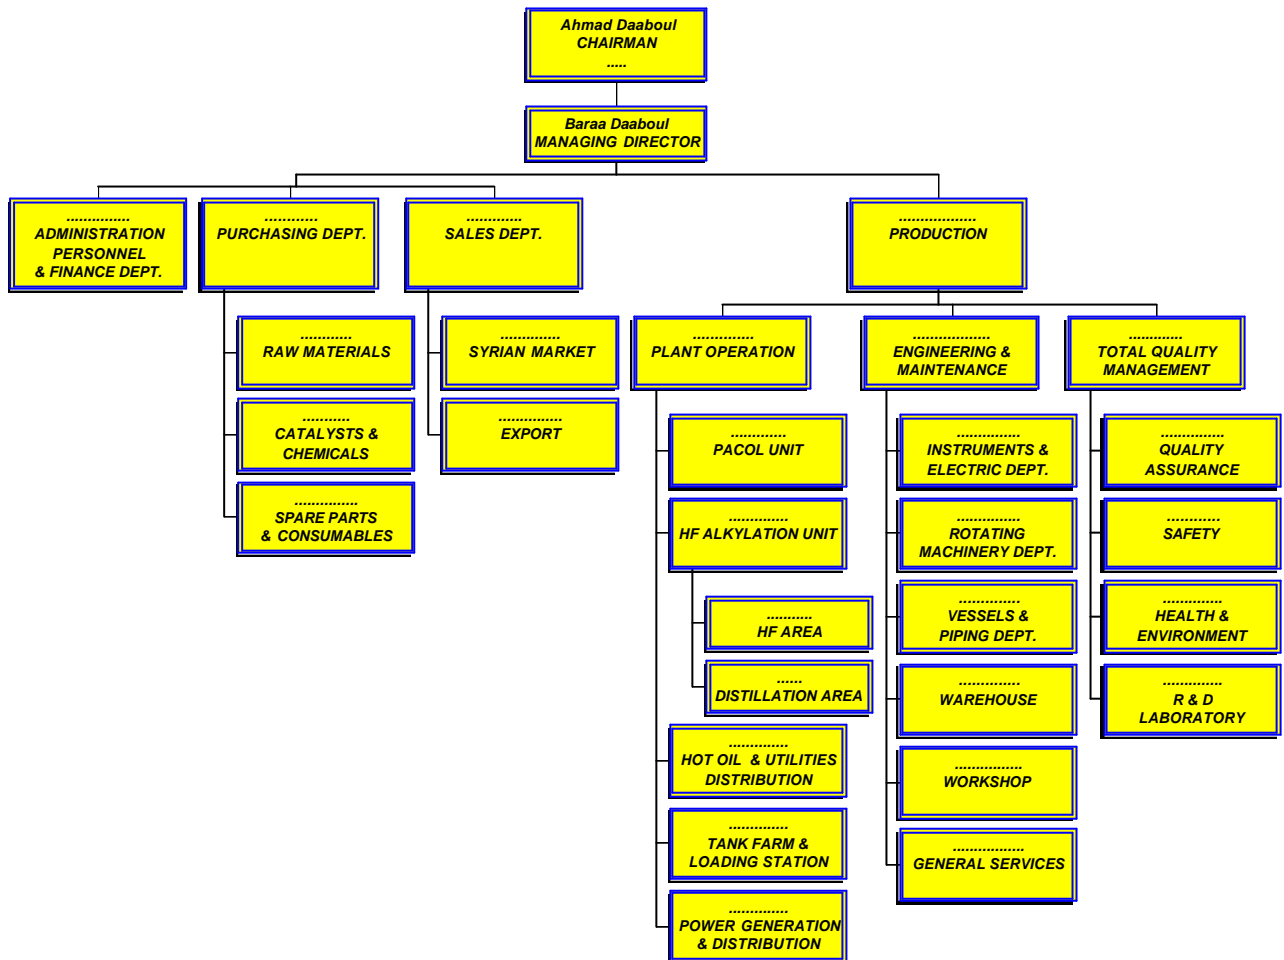 Ahmad Daaboul
CHAIRMAN
.....
Baraa Daaboul
MANAGING DIRECTOR
...............
ADMINISTRATION
PERSONNEL
& FINANCE DEPT.
............
PURCHASING DEPT.
.............
SALES DEPT.
..................
PRODUCTION
............
RAW MATERIALS
...........
CATALYSTS &
CHEMICALS
...............
SPARE PARTS
& CONSUMABLES
..............
SYRIAN MARKET
...............
EXPORT
..............
PLANT OPERATION
..................
ENGINEERING &
MAINTENANCE
.............
TOTAL QUALITY
MANAGEMENT
.............
PACOL UNIT
..............
HF ALKYLATION UNIT
...........
HF AREA
......
DISTILLATION AREA
..............
HOT OIL & UTILITIES
DISTRIBUTION
..............
TANK FARM &
LOADING STATION
..............
POWER GENERATION
& DISTRIBUTION
...............
INSTRUMENTS &
ELECTRIC DEPT.
...............
ROTATING
MACHINERY DEPT.
..............
VESSELS &
PIPING DEPT.
..............
WAREHOUSE
................
WORKSHOP
.................
GENERAL SERVICES
...............
QUALITY
ASSURANCE
............
SAFETY
..............
HEALTH &
ENVIRONMENT
..............
R & D
LABORATORY